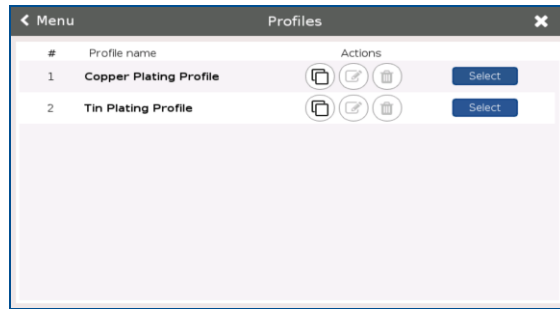 Menu Profiles
# Profile name Actions
1 Copper Plating Profile Select
2 Tin Plating Profile Select